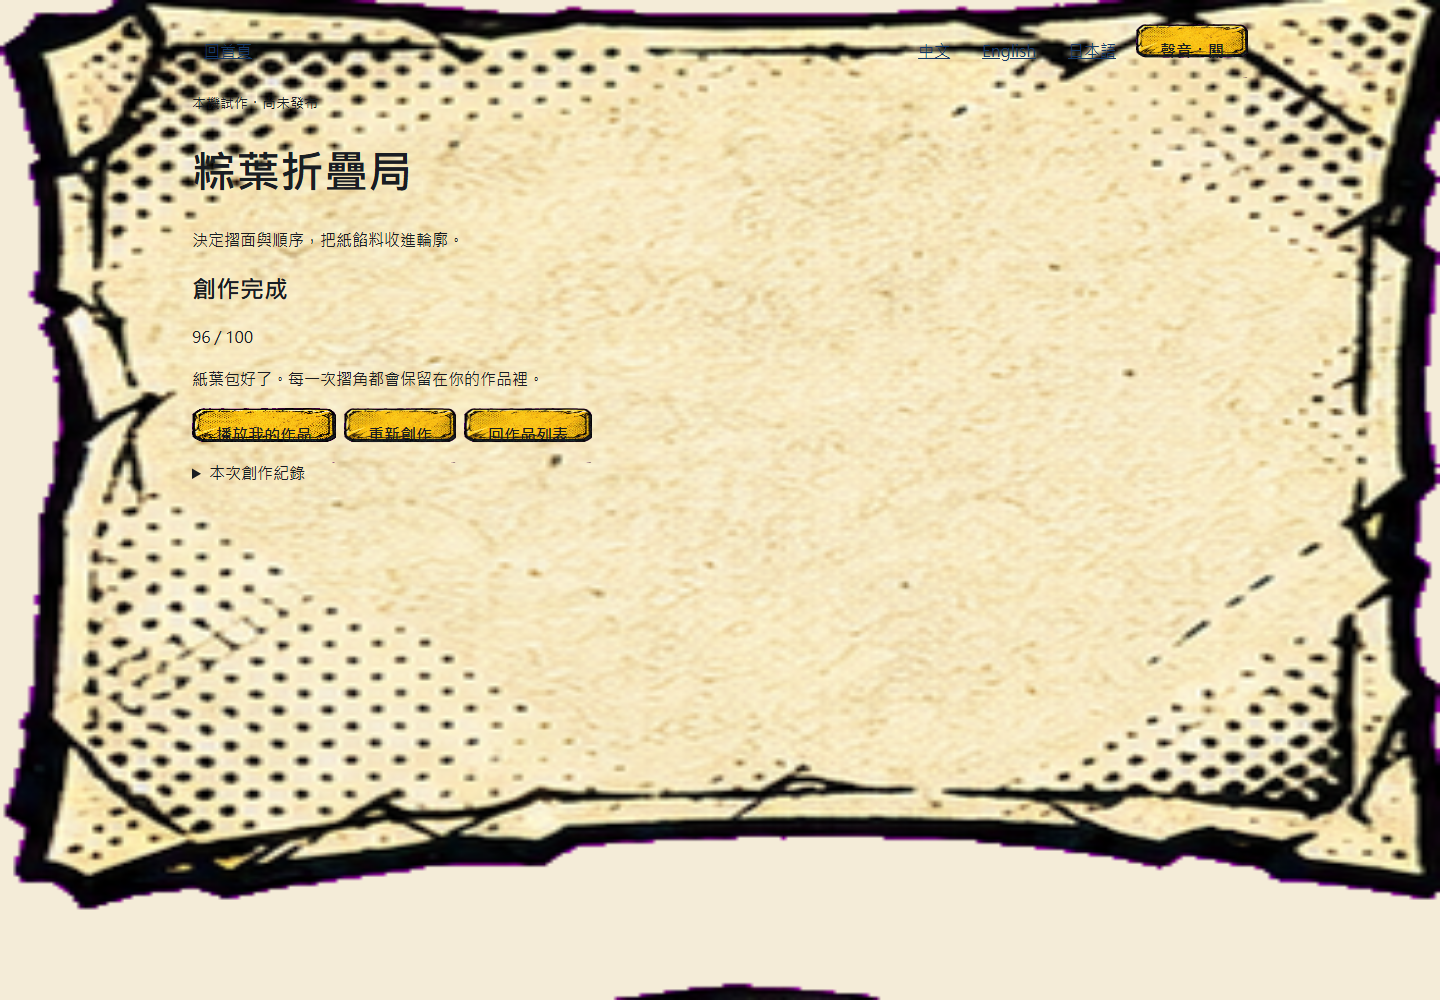 回首頁
中文 English 日本語 聲音：關
本機試作・尚未發布
粽葉折疊局
決定摺面與順序，把紙餡料收進輪廓。
創作完成
96 / 100
紙葉包好了。每一次摺角都會保留在你的作品裡。
播放我的作品 重新創作 回作品列表
▶ 本次創作紀錄